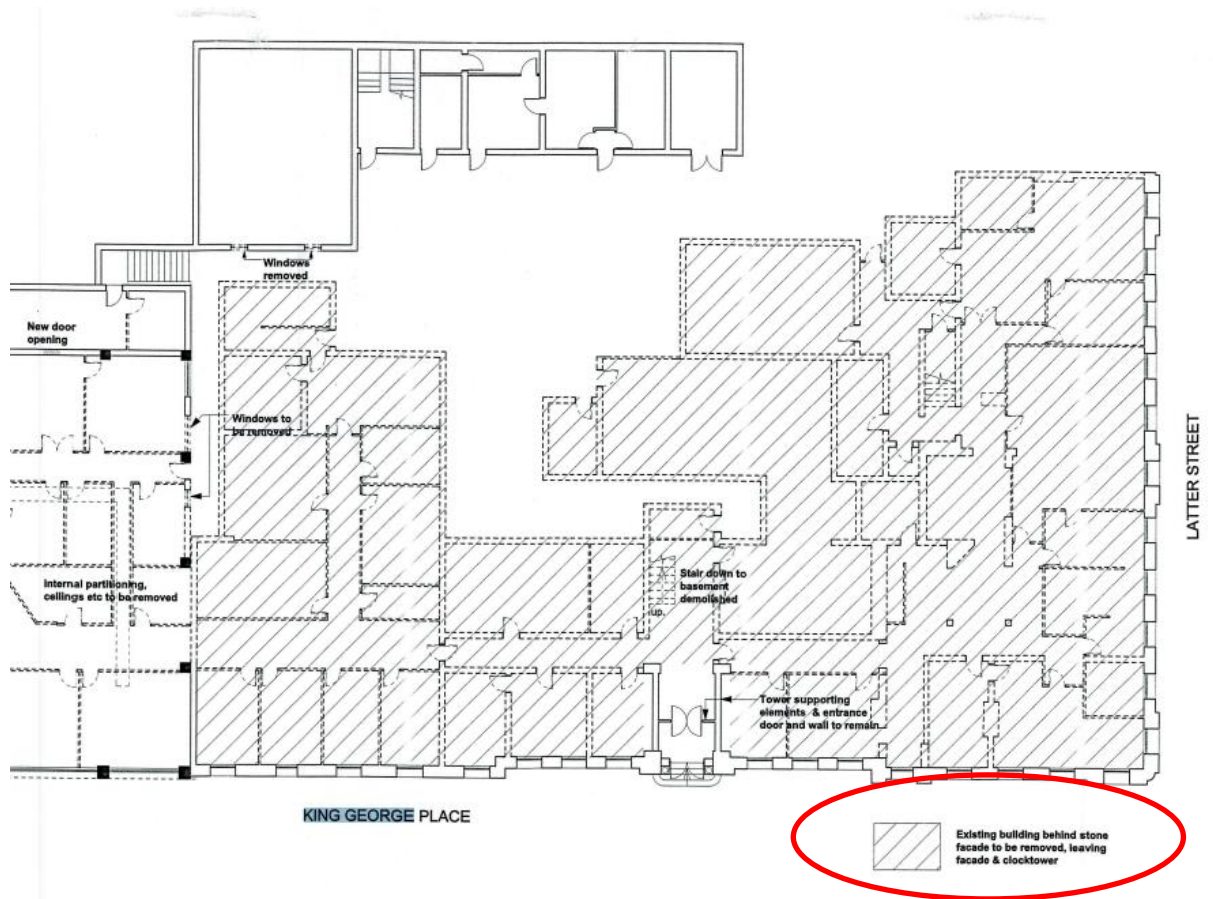 Windows
removed
New door
opening
Windows to
be removed
Internal partitioning,
ceilings etc to be removed
Stair down to
basement
demolished
up.
Tower supporting
elements & entrance
door and wall to remain
LATTER STREET
KING GEORGE PLACE
Existing building behind stone
facade to be removed, leaving
facade & clocktower